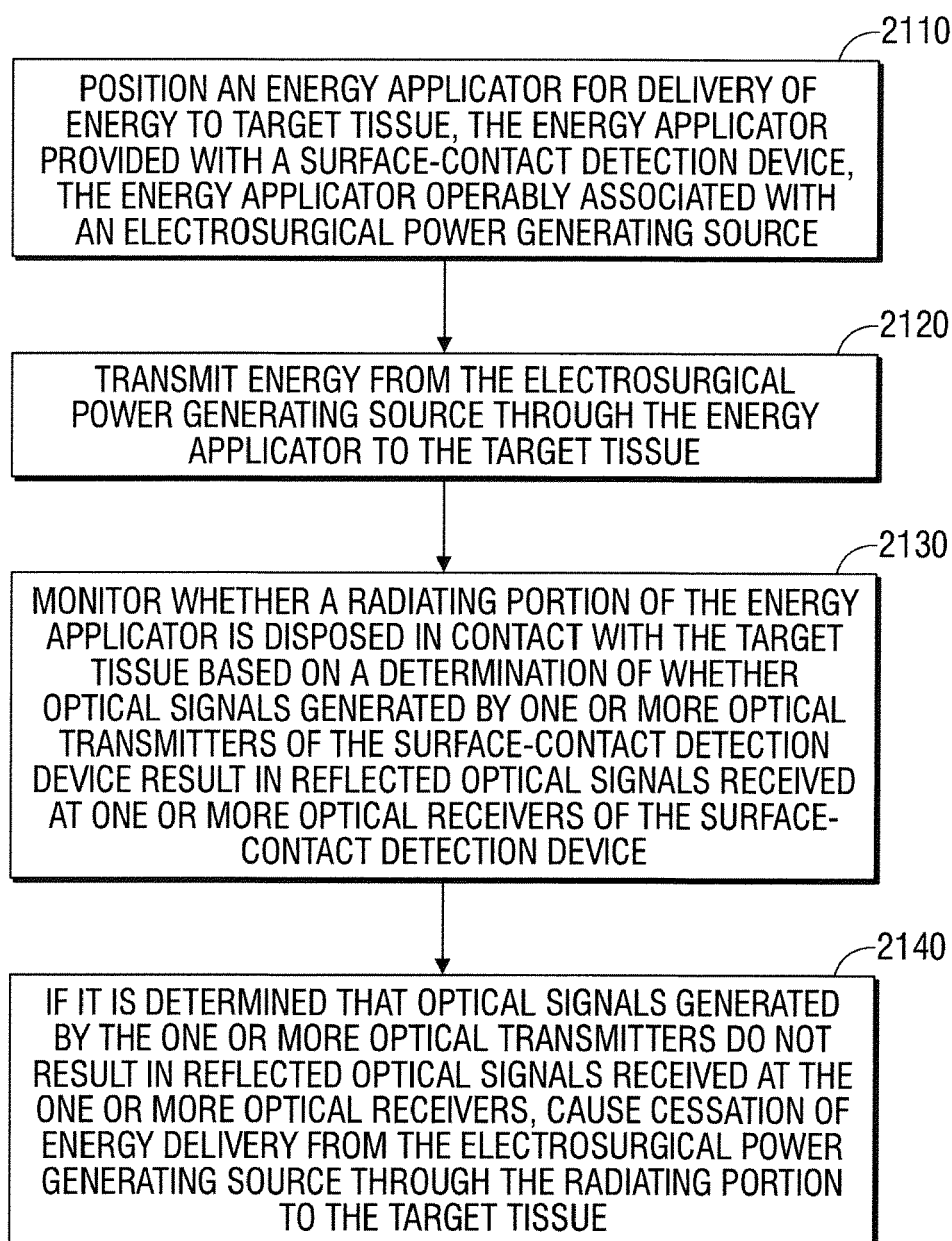 2110
POSITION AN ENERGY APPLICATOR FOR DELIVERY OF
ENERGY TO TARGET TISSUE, THE ENERGY APPLICATOR
PROVIDED WITH A SURFACE-CONTACT DETECTION DEVICE,
THE ENERGY APPLICATOR OPERABLY ASSOCIATED WITH
AN ELECTROSURGICAL POWER GENERATING SOURCE
2120
TRANSMIT ENERGY FROM THE ELECTROSURGICAL
POWER GENERATING SOURCE THROUGH THE ENERGY
APPLICATOR TO THE TARGET TISSUE
2130
MONITOR WHETHER A RADIATING PORTION OF THE ENERGY
APPLICATOR IS DISPOSED IN CONTACT WITH THE TARGET
TISSUE BASED ON A DETERMINATION OF WHETHER
OPTICAL SIGNALS GENERATED BY ONE OR MORE OPTICAL
TRANSMITTERS OF THE SURFACE-CONTACT DETECTION
DEVICE RESULT IN REFLECTED OPTICAL SIGNALS RECEIVED
AT ONE OR MORE OPTICAL RECEIVERS OF THE SURFACE-
CONTACT DETECTION DEVICE
2140
IF IT IS DETERMINED THAT OPTICAL SIGNALS GENERATED
BY THE ONE OR MORE OPTICAL TRANSMITTERS DO NOT
RESULT IN REFLECTED OPTICAL SIGNALS RECEIVED AT THE
ONE OR MORE OPTICAL RECEIVERS, CAUSE CESSATION OF
ENERGY DELIVERY FROM THE ELECTROSURGICAL POWER
GENERATING SOURCE THROUGH THE RADIATING PORTION
TO THE TARGET TISSUE